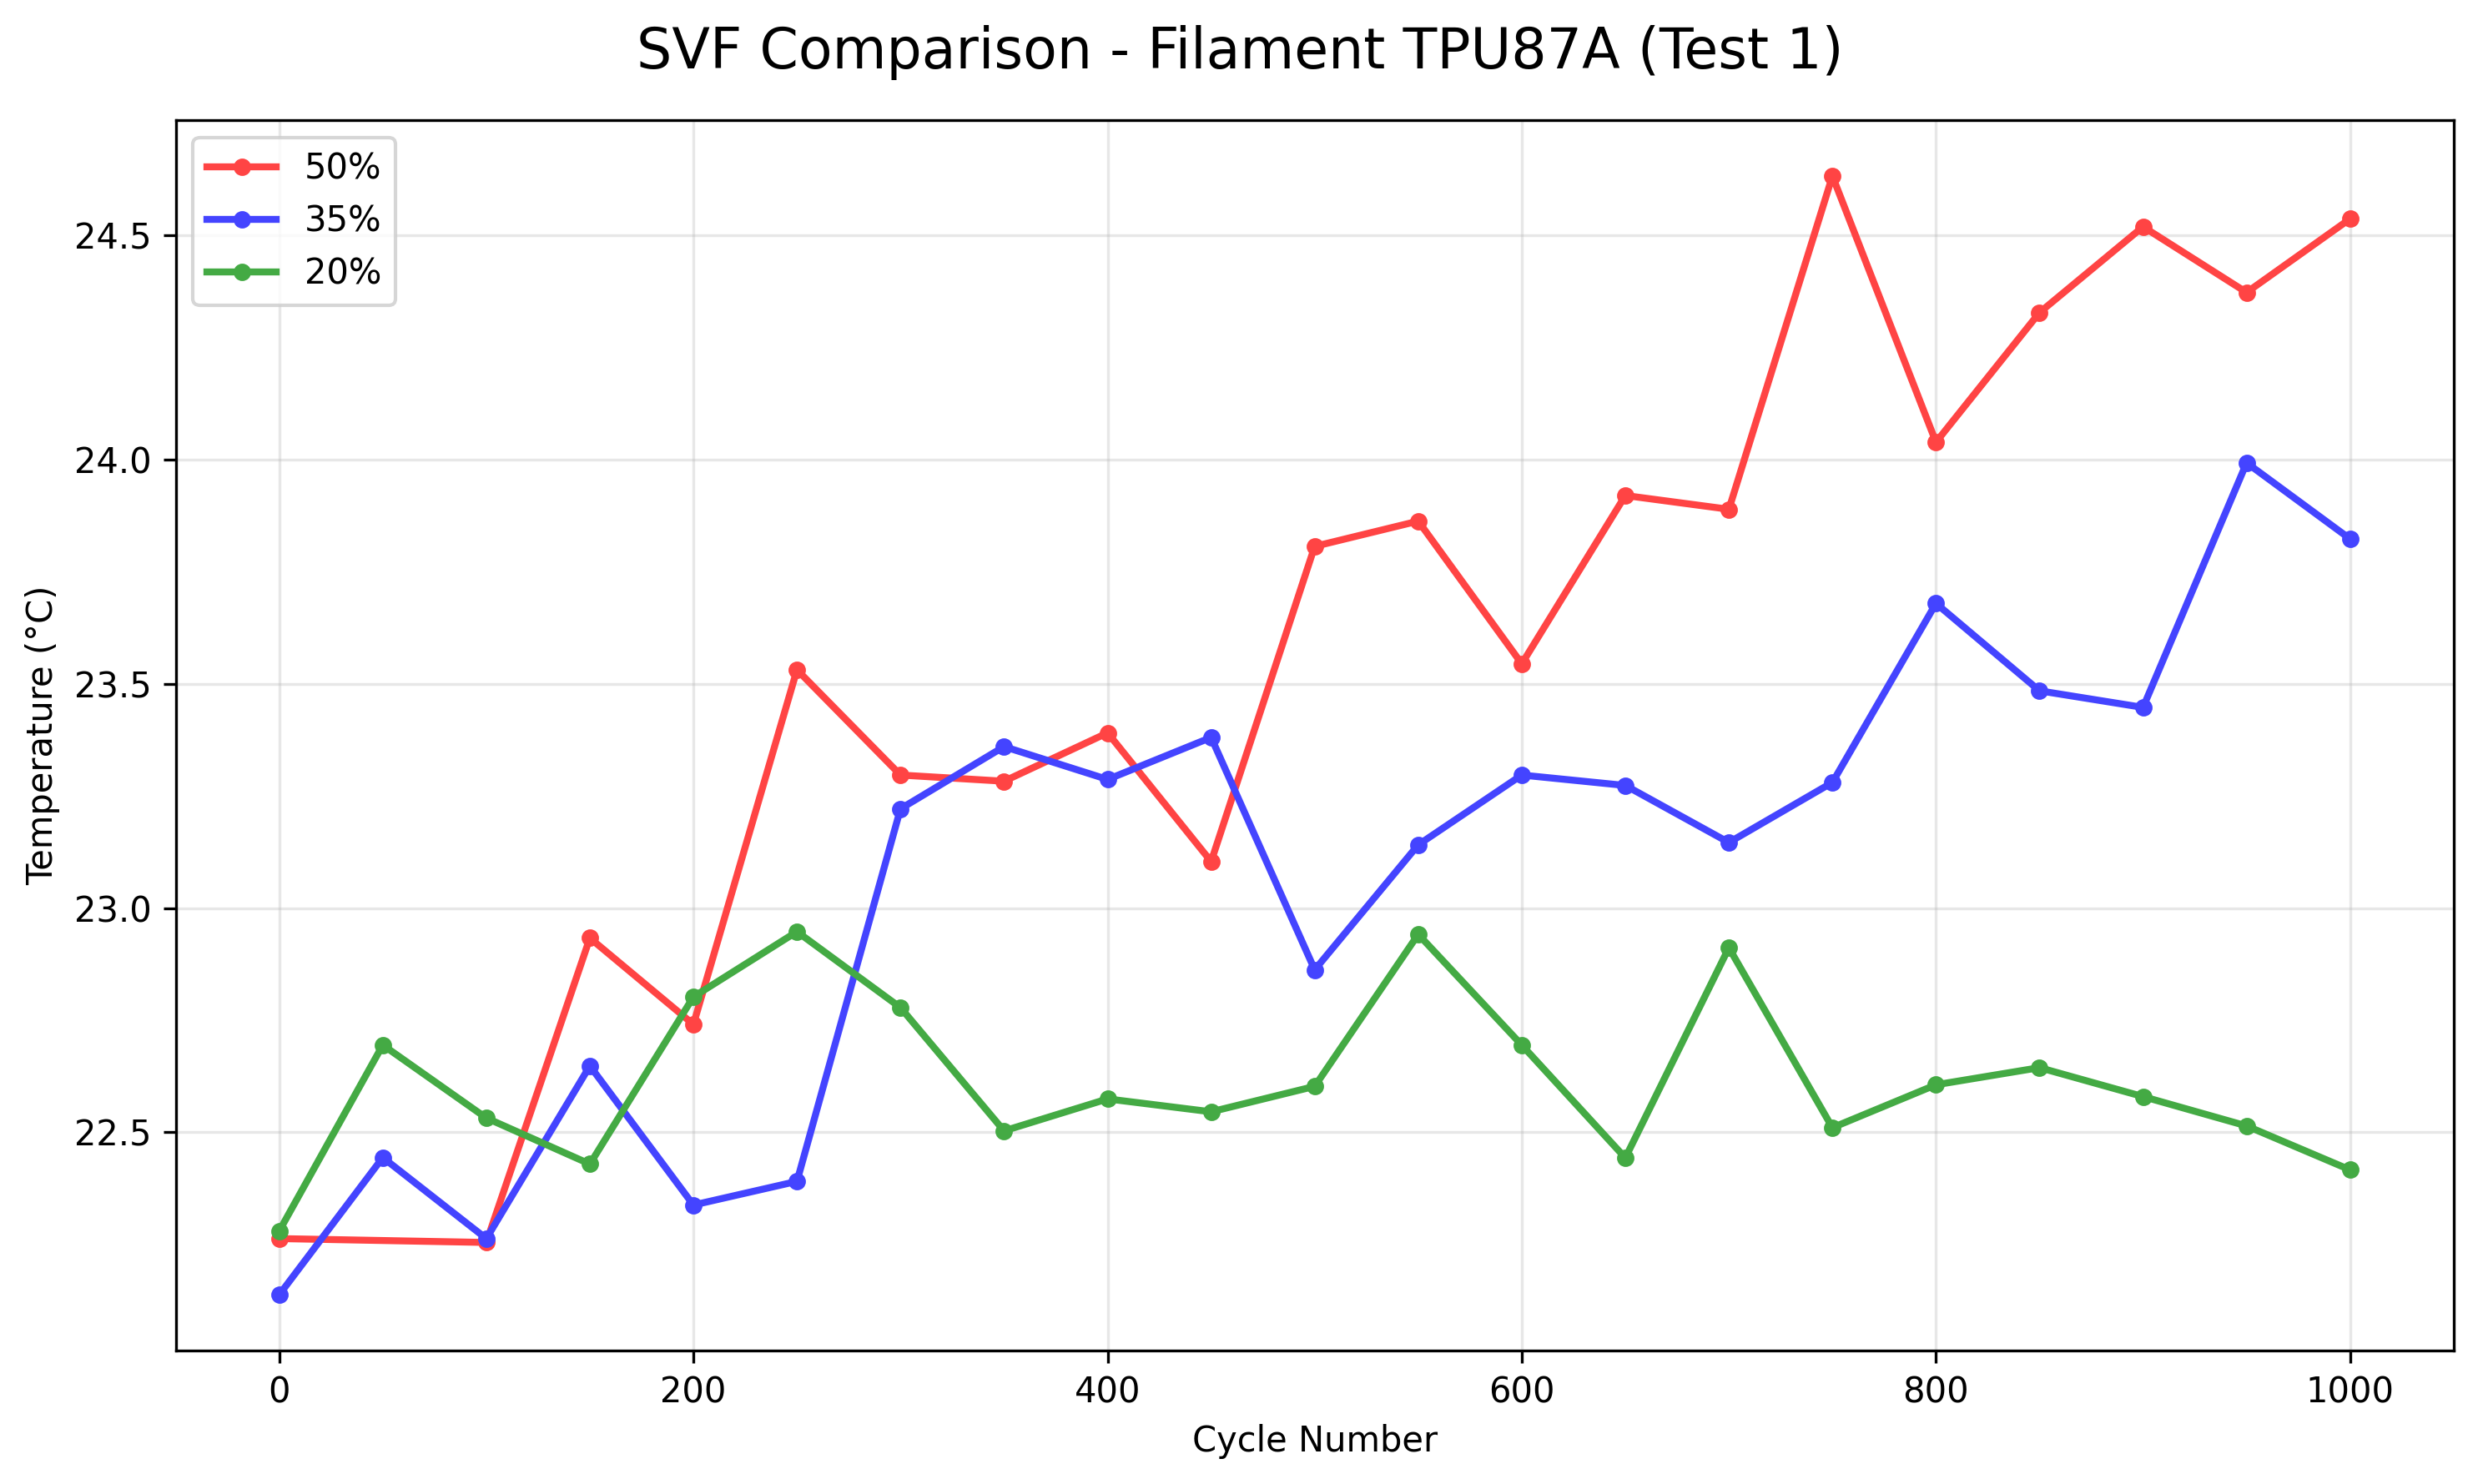 SVF Comparison - Filament TPU87A (Test 1)
50%
35%
20%
24.5
24.0
23.5
23.0
22.5
Temperature (°C)
0 200 400 600 800 1000
Cycle Number